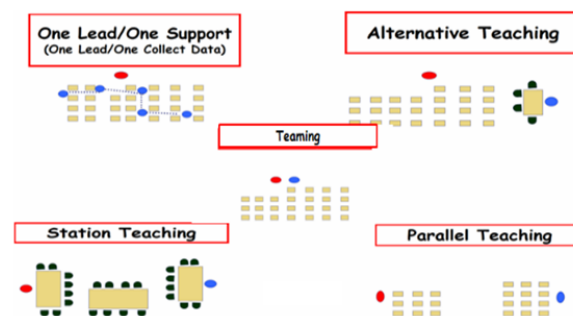 One Lead/One Support
(One Lead/One Collect Data)
Alternative Teaching
Teaming
Station Teaching
Parallel Teaching